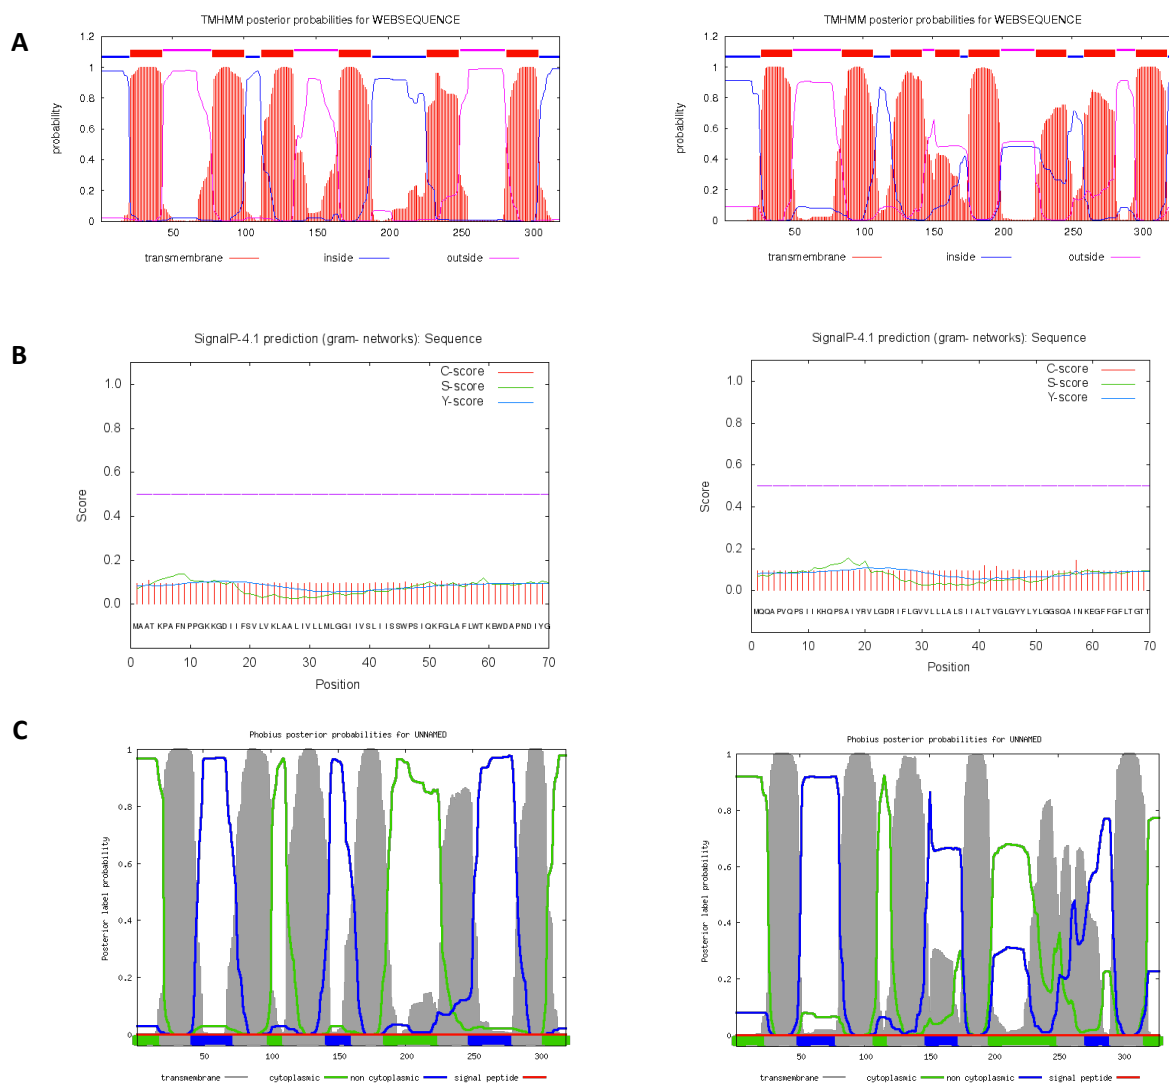 A
TMHMM posterior probabilities for WEBSEQUENCE
probability
1.2
1
0.8
0.6
0.4
0.2
0
50 100 150 200 250 300
transmembrane inside outside
TMHMM posterior probabilities for WEBSEQUENCE
probability
1.2
1
0.8
0.6
0.4
0.2
0
50 100 150 200 250 300
transmembrane inside outside
B
SignalP-4.1 prediction (gram- networks): Sequence
C-score
S-score
Y-score
Score
1.0
0.8
0.6
0.4
0.2
0.0
MAATKPAFNPPGKKGDIIFSVLVKLAALIVLLMLGGIIVSLIISSWPSIQKFGLAFLWTKEWDAPNDIYG
0 10 20 30 40 50 60 70
Position
SignalP-4.1 prediction (gram- networks): Sequence
C-score
S-score
Y-score
Score
1.0
0.8
0.6
0.4
0.2
0.0
MQQAPVQPSIIKHQPSAIYRVLGDRIFLGVVLLLALSIIALTVGLGYYLYLGGSQAINKEGFFGFLTGTT
0 10 20 30 40 50 60 70
Position
C
Phobius posterior probabilities for UNNAMED
Posterior label probability
1
0.8
0.6
0.4
0.2
0
50 100 150 200 250 300
transmembrane cytoplasmic non cytoplasmic signal peptide
Phobius posterior probabilities for UNNAMED
Posterior label probability
1
0.8
0.6
0.4
0.2
0
50 100 150 200 250 300
transmembrane cytoplasmic non cytoplasmic signal peptide